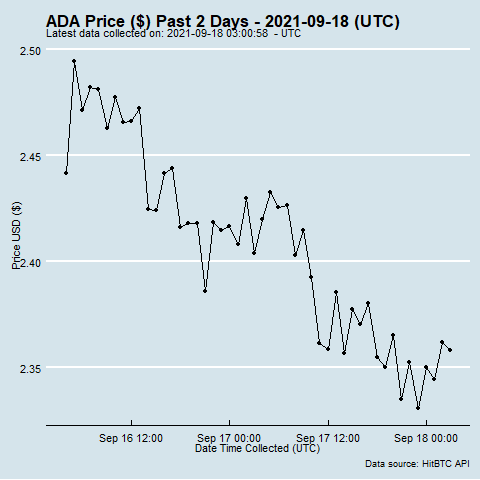 ADA Price ($) Past 2 Days - 2021-09-18 (UTC)
Latest data collected on: 2021-09-18 03:00:58 - UTC
2.50
2.45
2.40
2.35
Price USD ($)
Sep 16 12:00 Sep 17 00:00 Sep 17 12:00 Sep 18 00:00
Date Time Collected (UTC)
Data source: HitBTC API